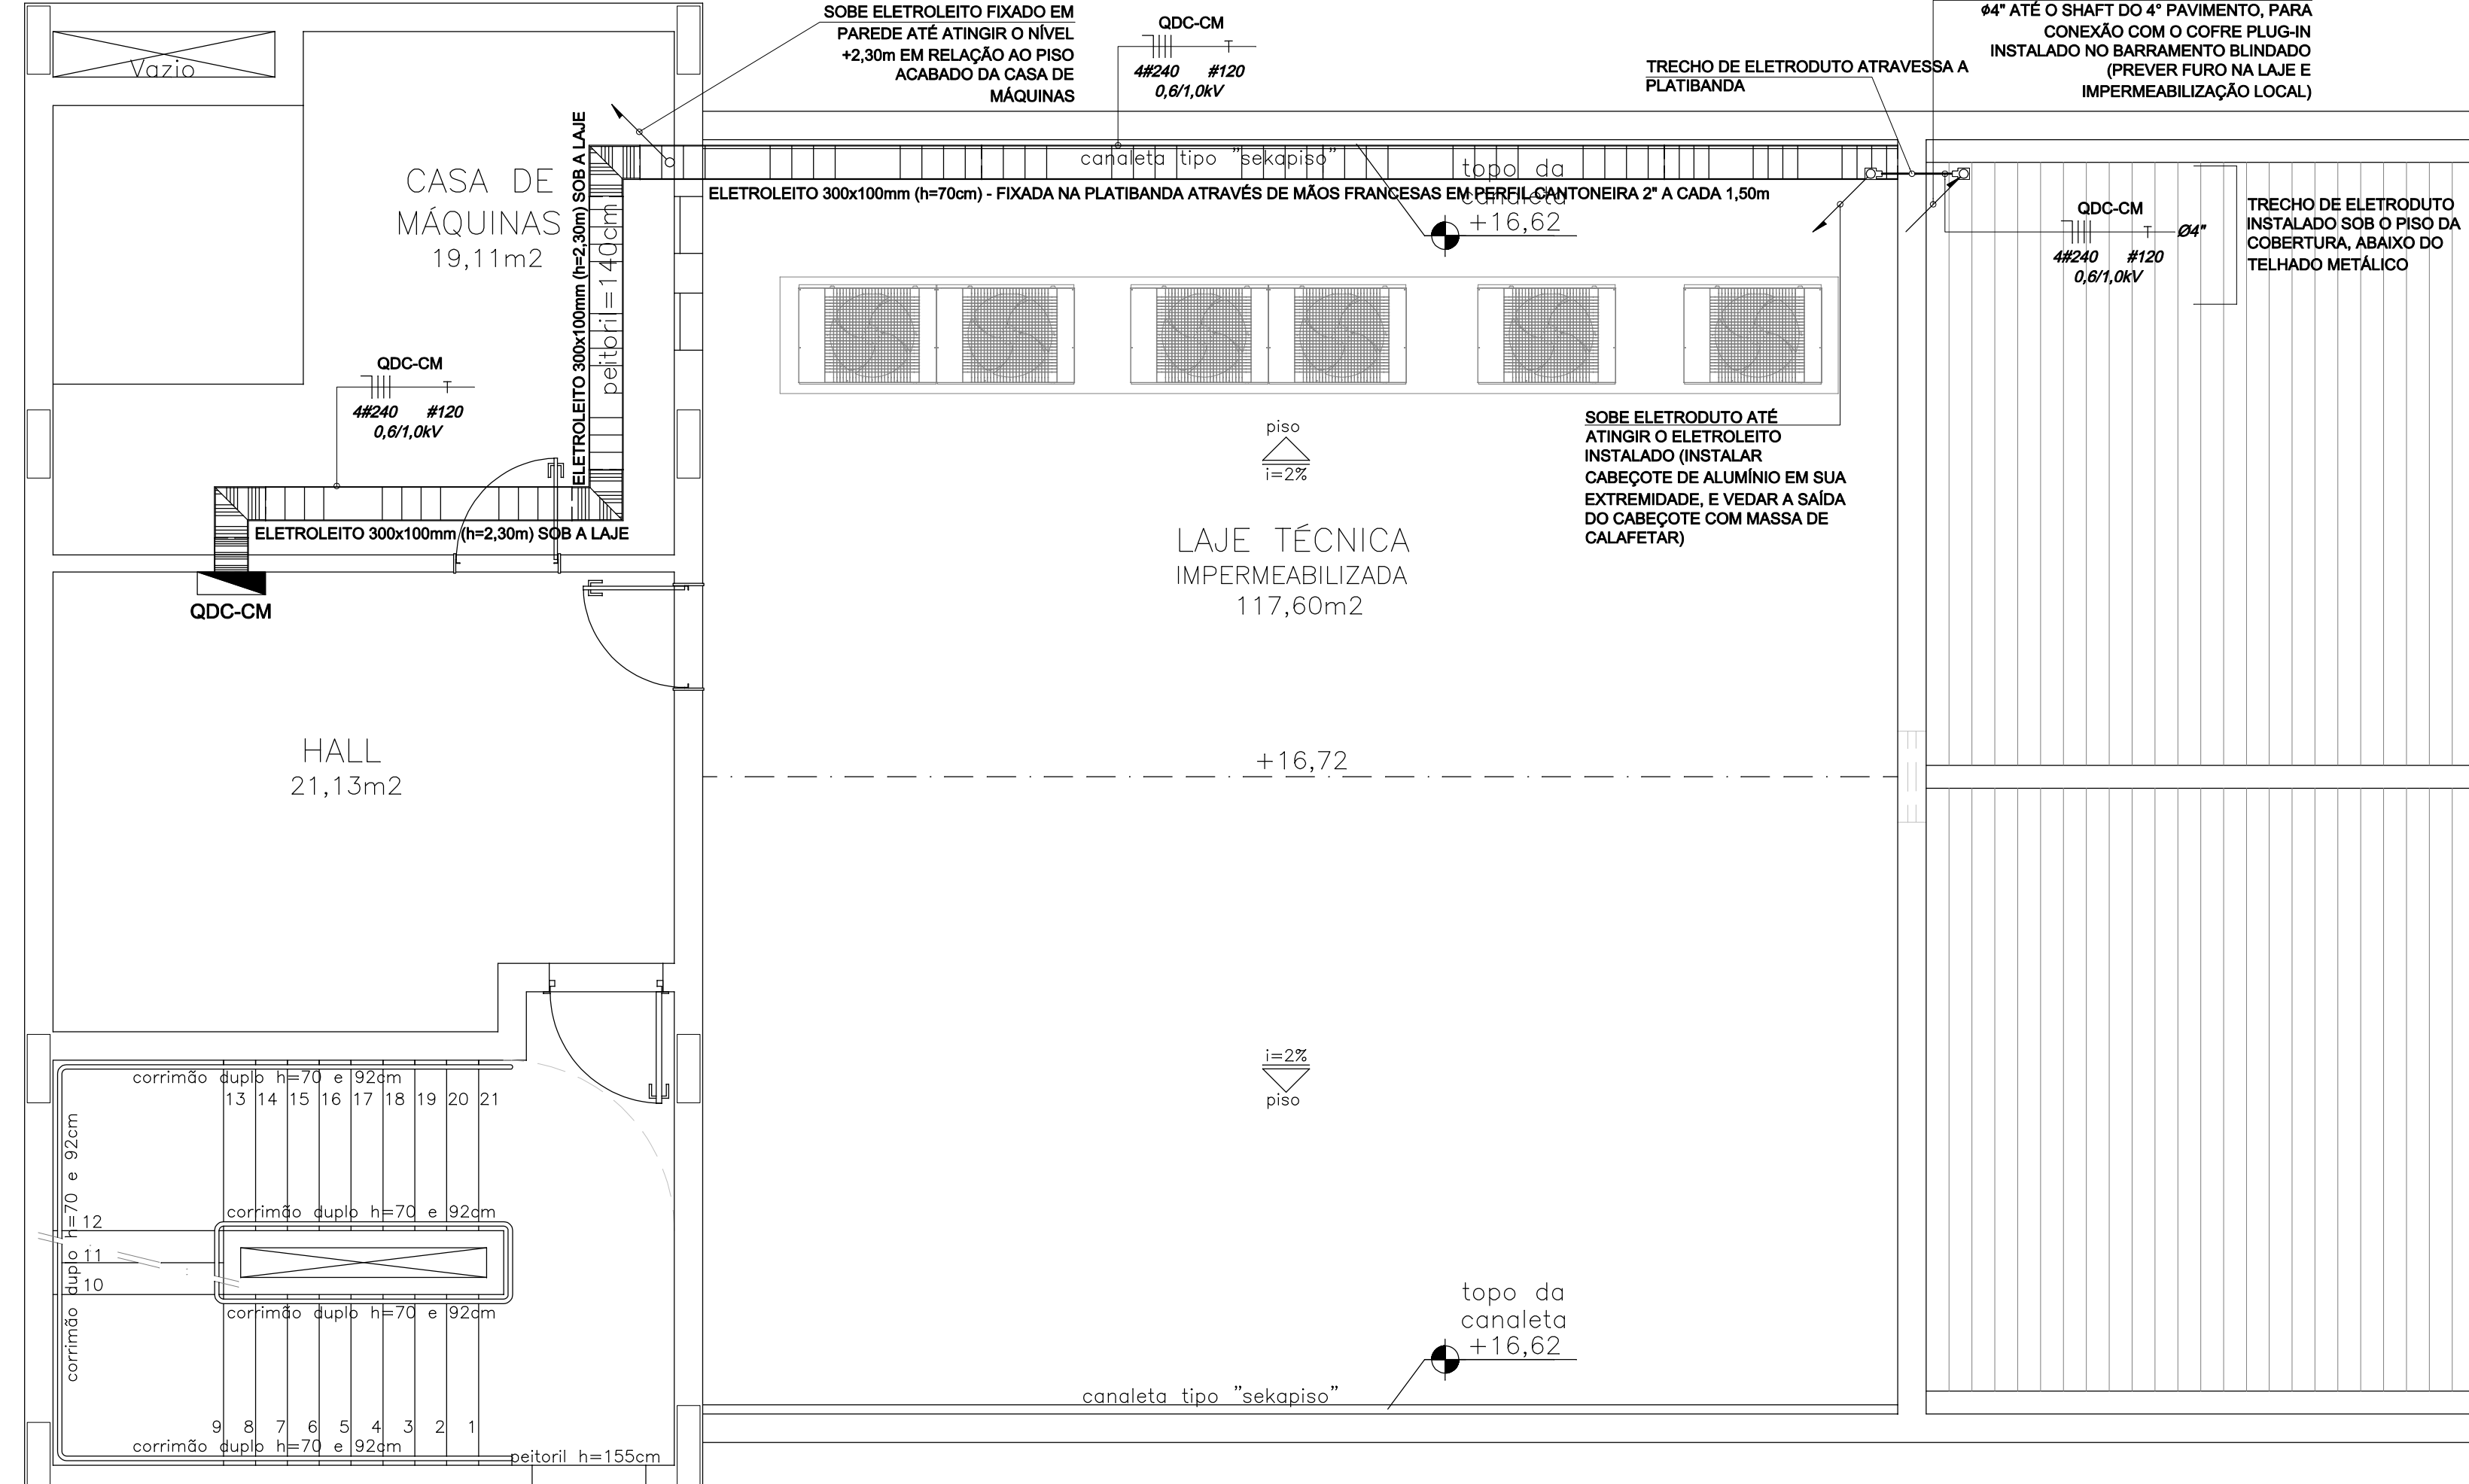 SOBE ELETROLEITO FIXADO EM
PAREDE ATÉ ATINGIR O NÍVEL
+2,30m EM RELAÇÃO AO PISO
ACABADO DA CASA DE
MÁQUINAS
QDC-CM
4#240 #120
0,6/1,0kV
TRECHO DE ELETRODUTO ATRAVESSA A
PLATIBANDA
ø4" ATÉ O SHAFT DO 4° PAVIMENTO, PARA
CONEXÃO COM O COFRE PLUG-IN
INSTALADO NO BARRAMENTO BLINDADO
(PREVER FURO NA LAJE E
IMPERMEABILIZAÇÃO LOCAL)
Vazio
CASA DE
MÁQUINAS
19,11m2
ELETROLEITO 300x100mm (h=2,30m) SOB A LAJE
peitoril=140cm
canaleta tipo "sekapiso"
ELETROLEITO 300x100mm (h=70cm) - FIXADA NA PLATIBANDA ATRAVÉS DE MÃOS FRANCESAS EM PERFIL CANTONEIRA 2" A CADA 1,50m
topo da
canaleta
+16,62
QDC-CM
4#240 #120
0,6/1,0kV
Ø4"
TRECHO DE ELETRODUTO
INSTALADO SOB O PISO DA
COBERTURA, ABAIXO DO
TELHADO METÁLICO
QDC-CM
4#240 #120
0,6/1,0kV
ELETROLEITO 300x100mm (h=2,30m) SOB A LAJE
QDC-CM
piso
i=2%
SOBE ELETRODUTO ATÉ
ATINGIR O ELETROLEITO
INSTALADO (INSTALAR
CABEÇOTE DE ALUMÍNIO EM SUA
EXTREMIDADE, E VEDAR A SAÍDA
DO CABEÇOTE COM MASSA DE
CALAFETAR)
LAJE TÉCNICA
IMPERMEABILIZADA
117,60m2
HALL
21,13m2
+16,72
i=2%
piso
corrimão duplo h=70 e 92cm
13 14 15 16 17 18 19 20 21
corrimão duplo h=70 e 92cm
corrimão duplo h=70 e 92cm
12
11
10
corrimão duplo h=70 e 92cm
9 8 7 6 5 4 3 2 1
corrimão duplo h=70 e 92cm
peitoril h=155cm
topo da
canaleta
+16,62
canaleta tipo "sekapiso"